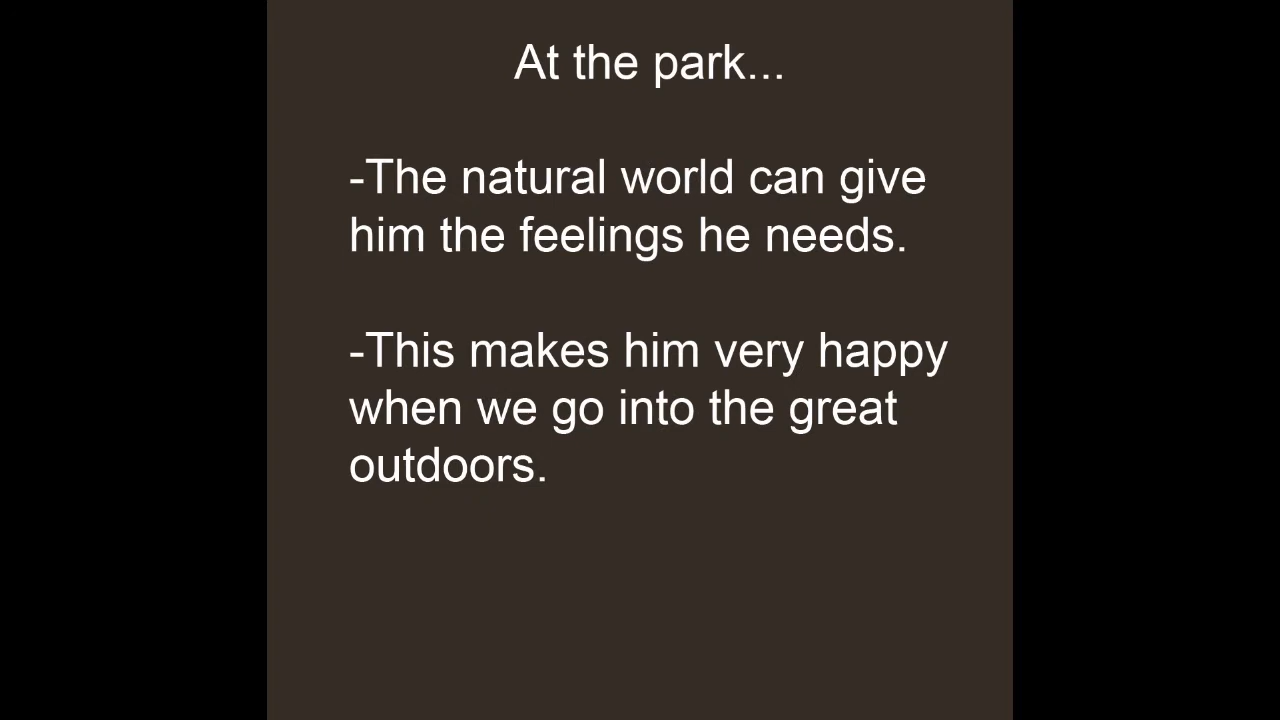 At the park...
-The natural world can give
him the feelings he needs.
-This makes him very happy
when we go into the great
outdoors.